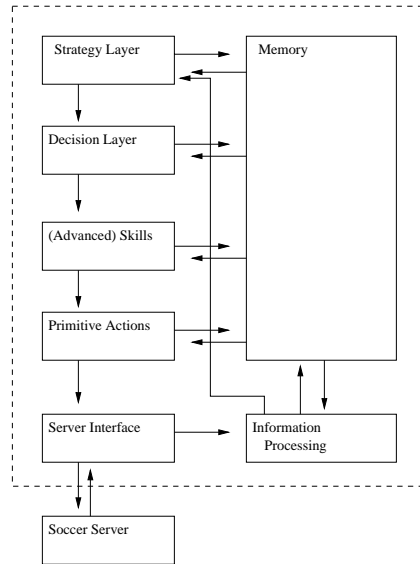 Strategy Layer
Memory
Decision Layer
(Advanced) Skills
Primitive Actions
Server Interface
Information
Processing
Soccer Server